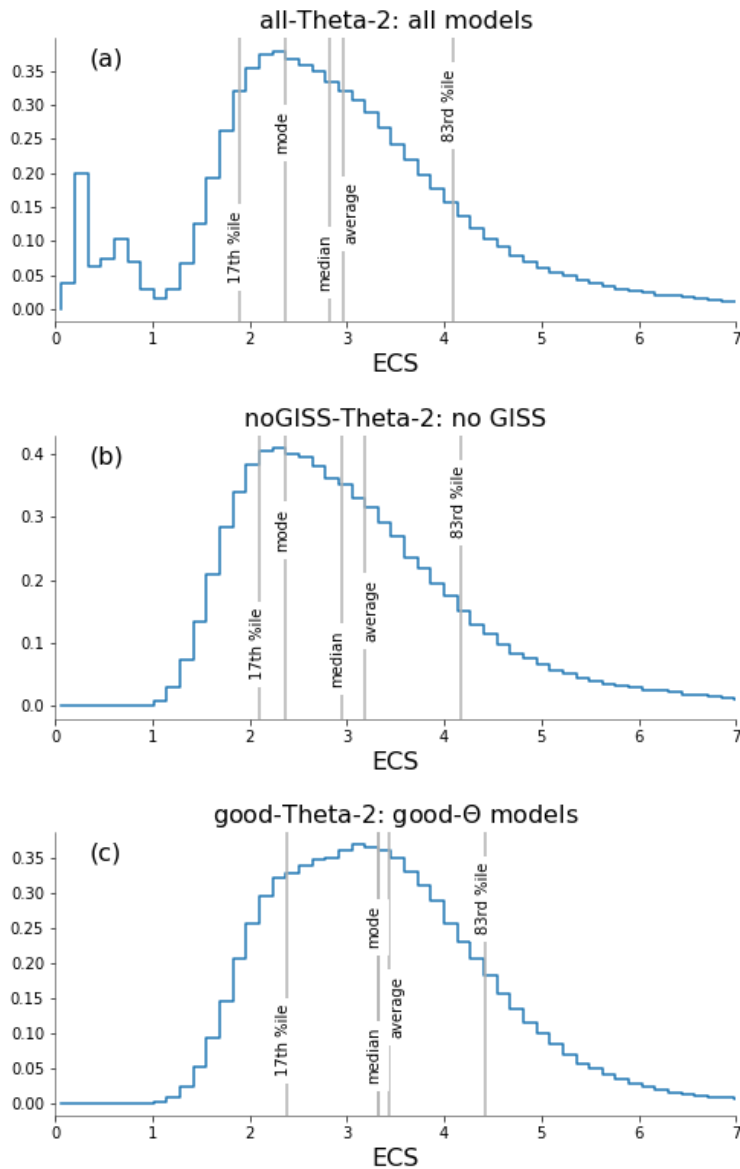 all-Theta-2: all models
(a)
0.35
0.30
0.25
0.20
0.15
0.10
0.05
0.00
17th %ile
mode
median
average
83rd %ile
0 1 2 3 4 5 6 7
ECS
noGISS-Theta-2: no GISS
(b)
0.4
0.3
0.2
0.1
0.0
17th %ile
mode
median
average
83rd %ile
0 1 2 3 4 5 6 7
ECS
good-Theta-2: good-Θ models
(c)
0.35
0.30
0.25
0.20
0.15
0.10
0.05
0.00
17th %ile
mode
median
average
83rd %ile
0 1 2 3 4 5 6 7
ECS